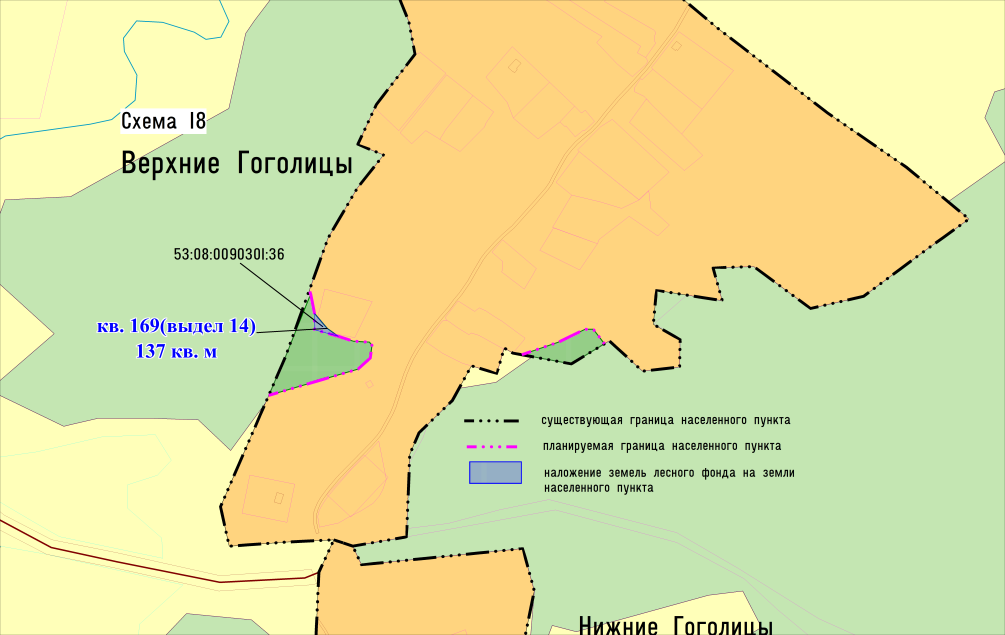 Схема 18
Верхние Гоголицы
53:08:0090301:36
кв. 169(выдел 14)
137 кв. м
существующая граница населенного пункта
планируемая граница населенного пункта
наложение земель лесного фонда на земли
населенного пункта
Нижние Гоголицы